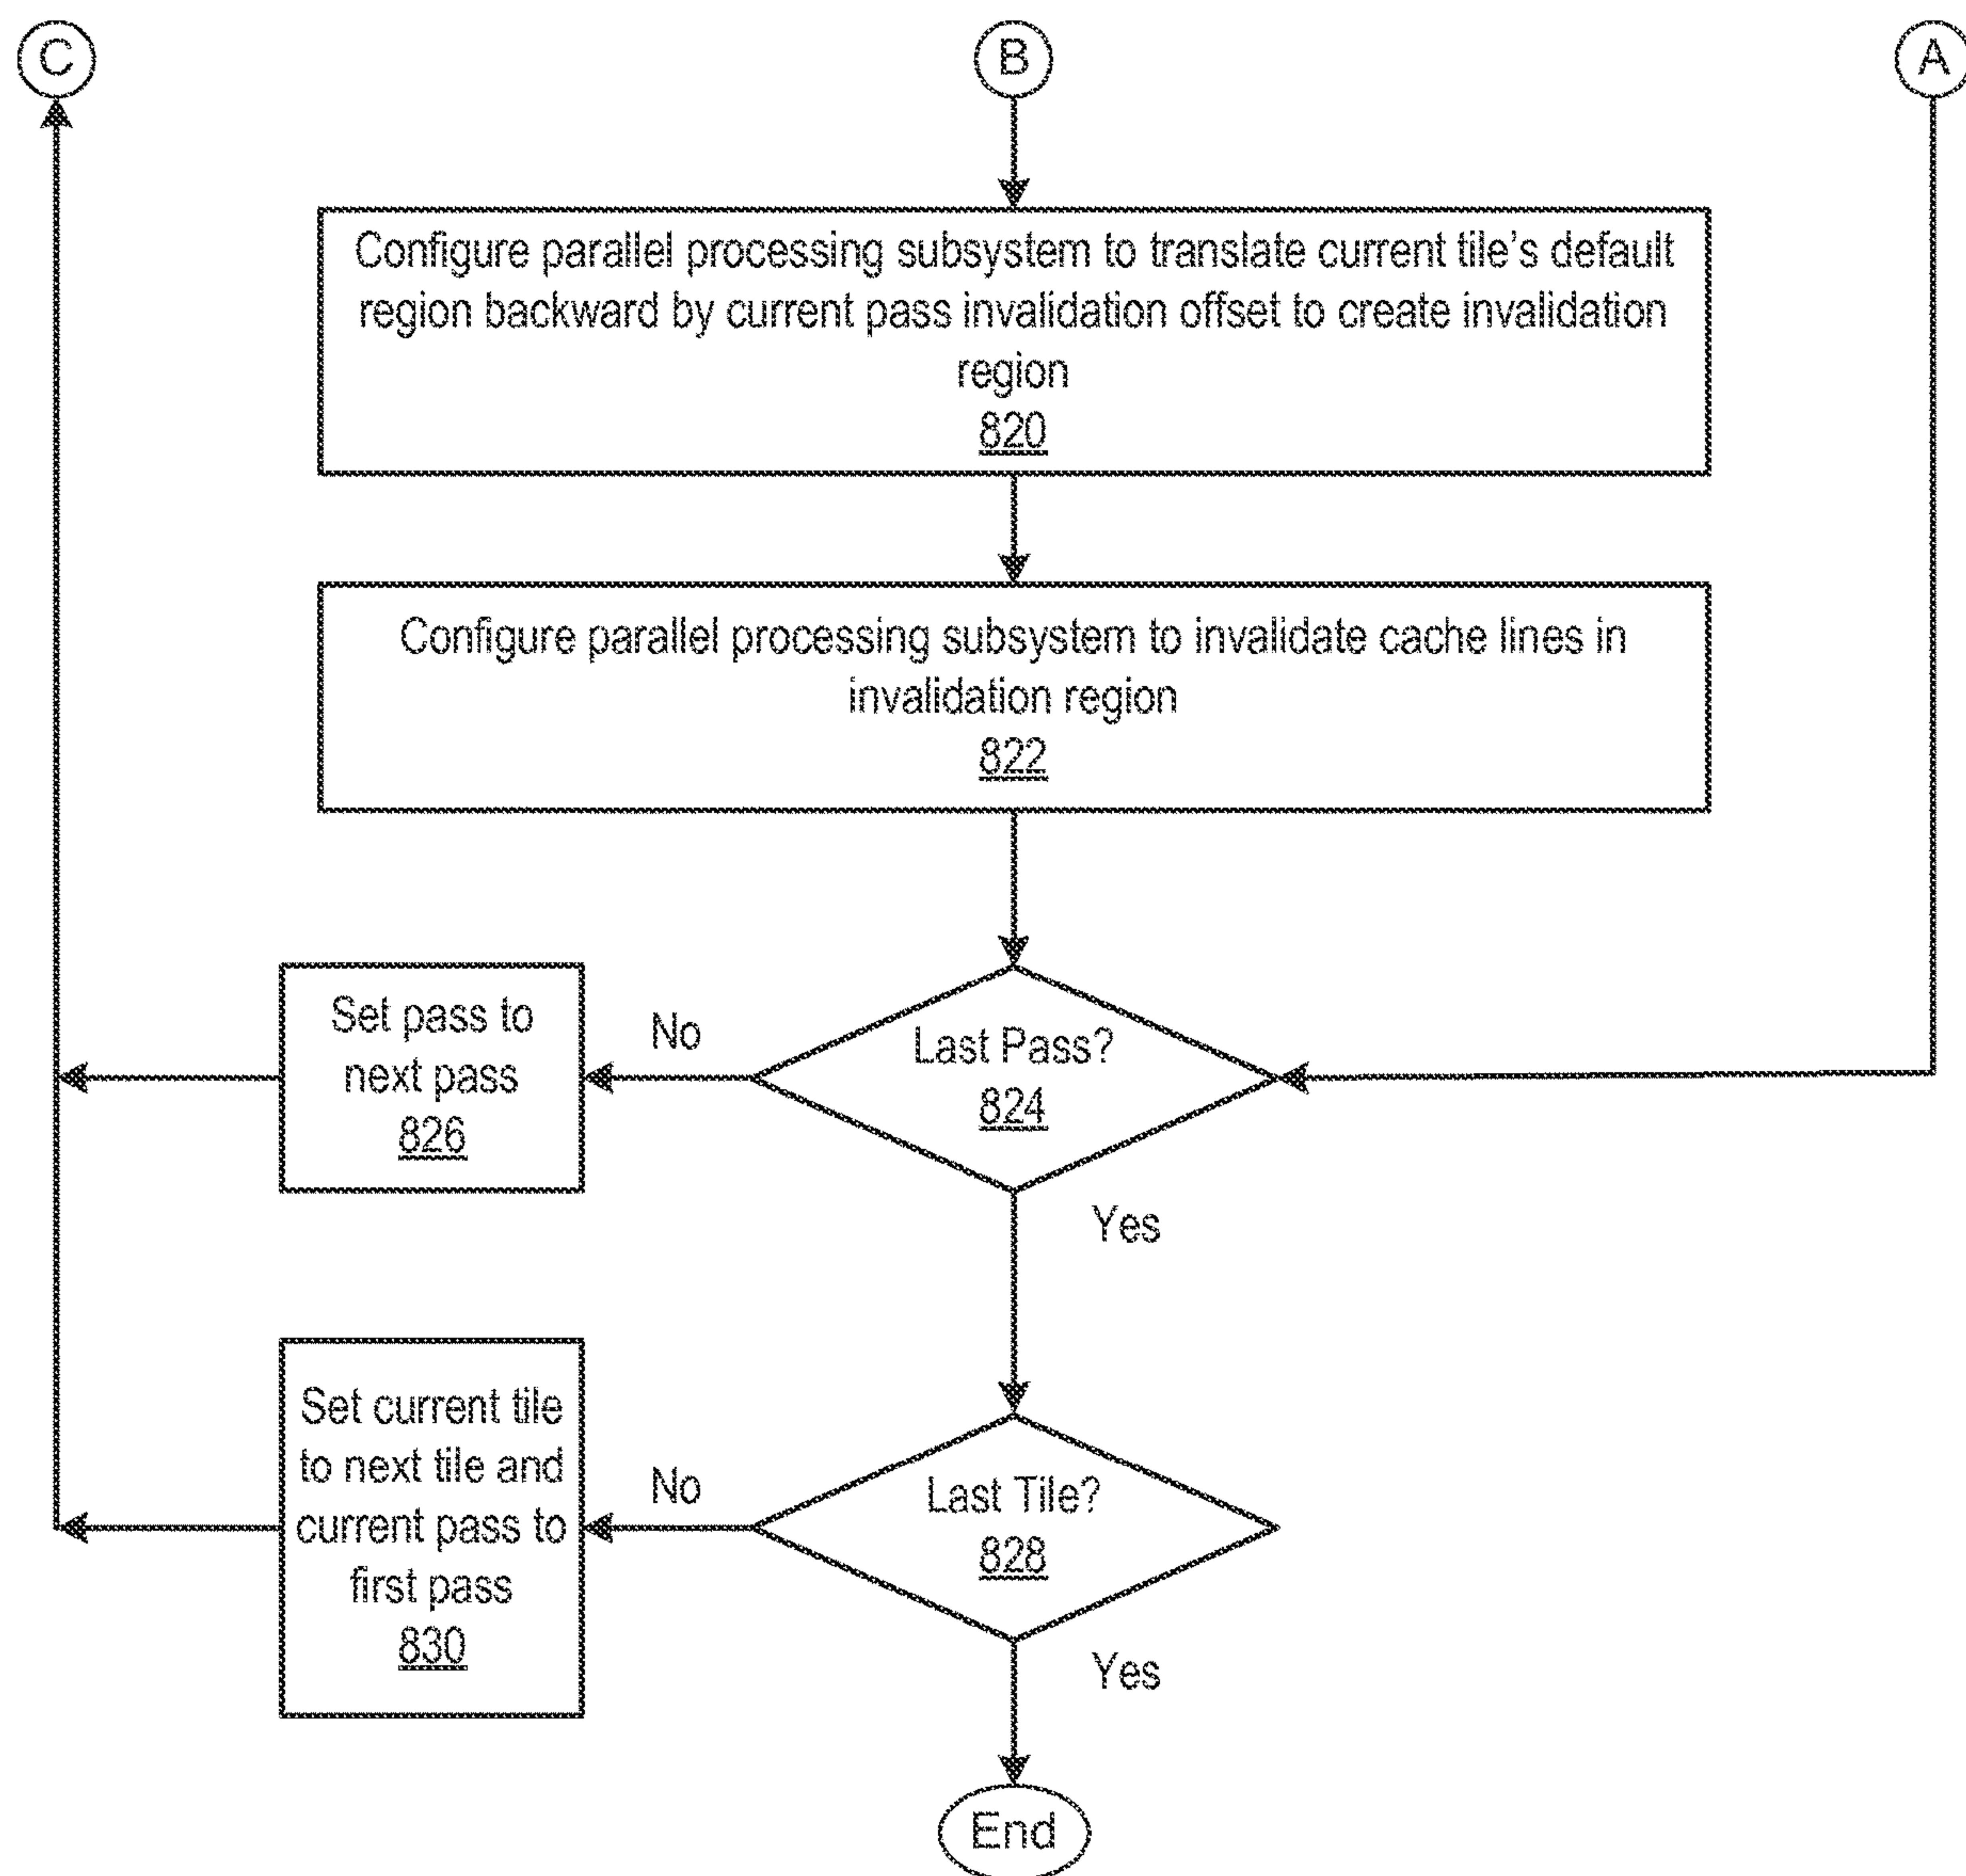 C
B
A
Configure parallel processing subsystem to translate current tile's default
region backward by current pass invalidation offset to create invalidation
region
820
Configure parallel processing subsystem to invalidate cache lines in
invalidation region
822
Set pass to
next pass
826
No
Last Pass?
824
Yes
Set current tile
to next tile and
current pass to
first pass
830
No
Last Tile?
828
Yes
End